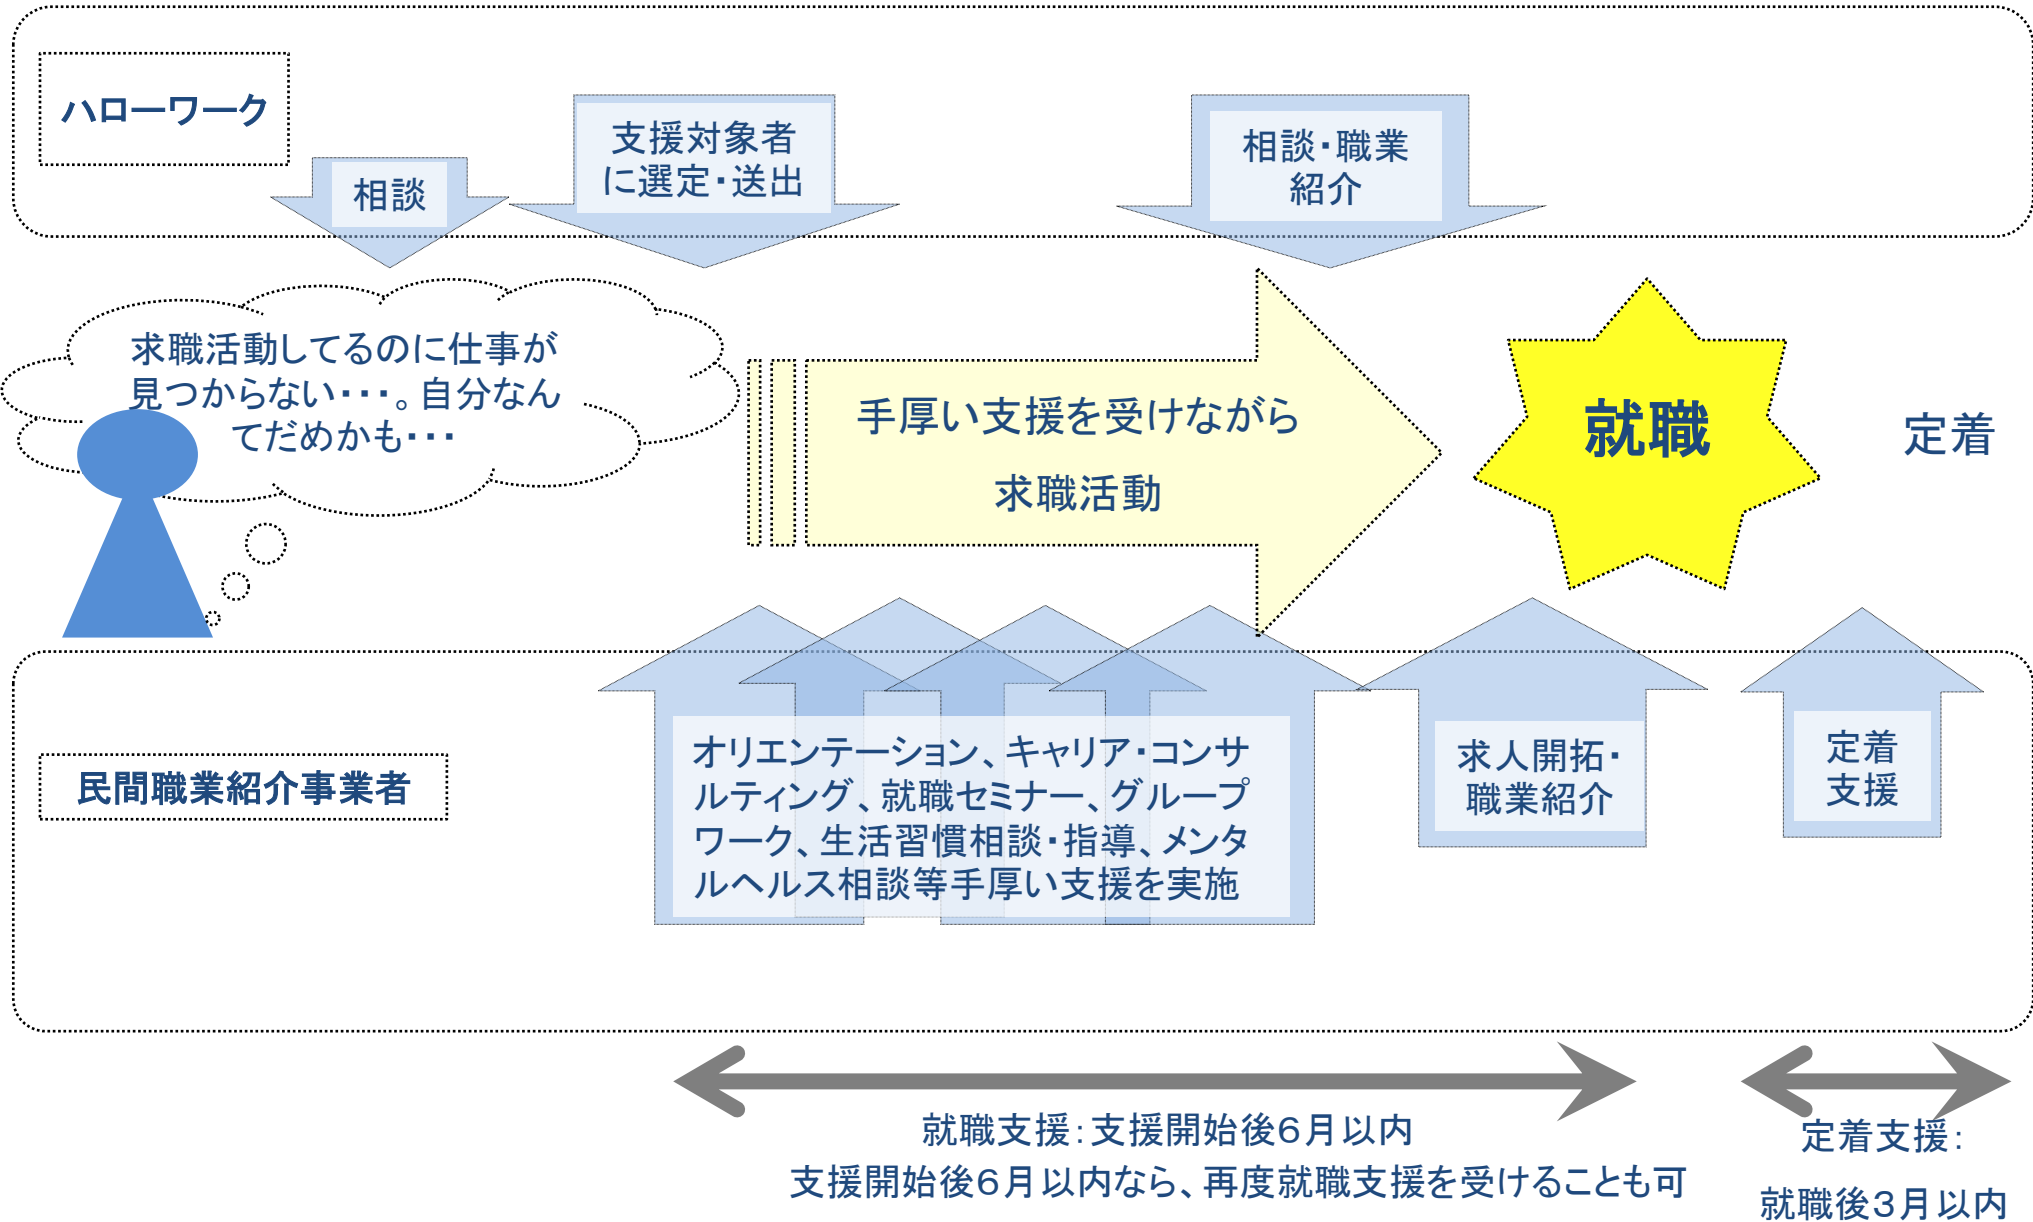 ハローワーク
相談
支援対象者
に選定・送出
相談・職業
紹介
求職活動してるのに仕事が
見つからない・・・。自分なん
てだめかも・・・
手厚い支援を受けながら
求職活動
就職
定着
民間職業紹介事業者
オリエンテーション、キャリア・コンサ
ルティング、就職セミナー、グループ
ワーク、生活習慣相談・指導、メンタ
ルヘルス相談等手厚い支援を実施
求人開拓・
職業紹介
定着
支援
就職支援：支援開始後６月以内
支援開始後６月以内なら、再度就職支援を受けることも可
定着支援：
就職後３月以内